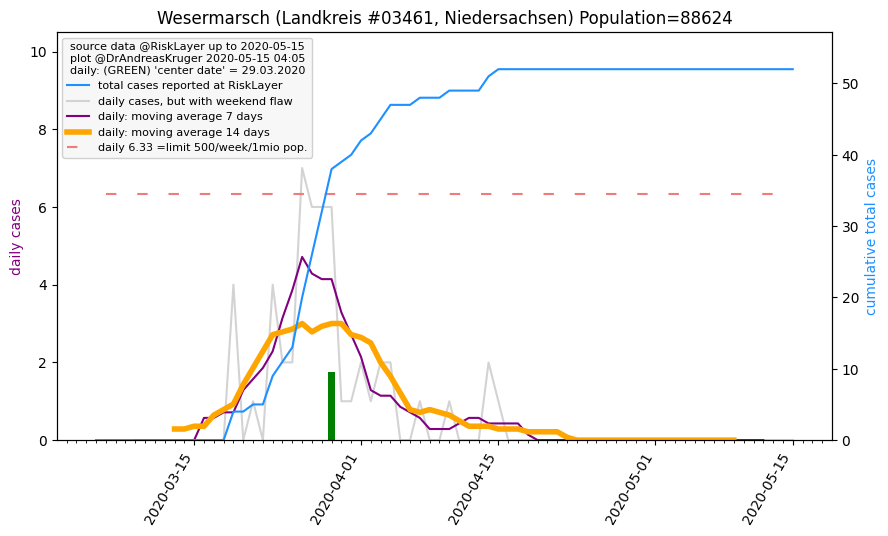 Wesermarsch (Landkreis #03461, Niedersachsen) Population=88624
source data @RiskLayer up to 2020-05-15
plot @DrAndreasKruger 2020-05-15 04:05
daily: (GREEN) 'center date' = 29.03.2020
total cases reported at RiskLayer
daily cases, but with weekend flaw
daily: moving average 7 days
daily: moving average 14 days
daily 6.33 =limit 500/week/1mio pop.
daily cases
10
8
6
4
2
0
cumulative total cases
50
40
30
20
10
0
2020-03-15
2020-04-01
2020-04-15
2020-05-01
2020-05-15